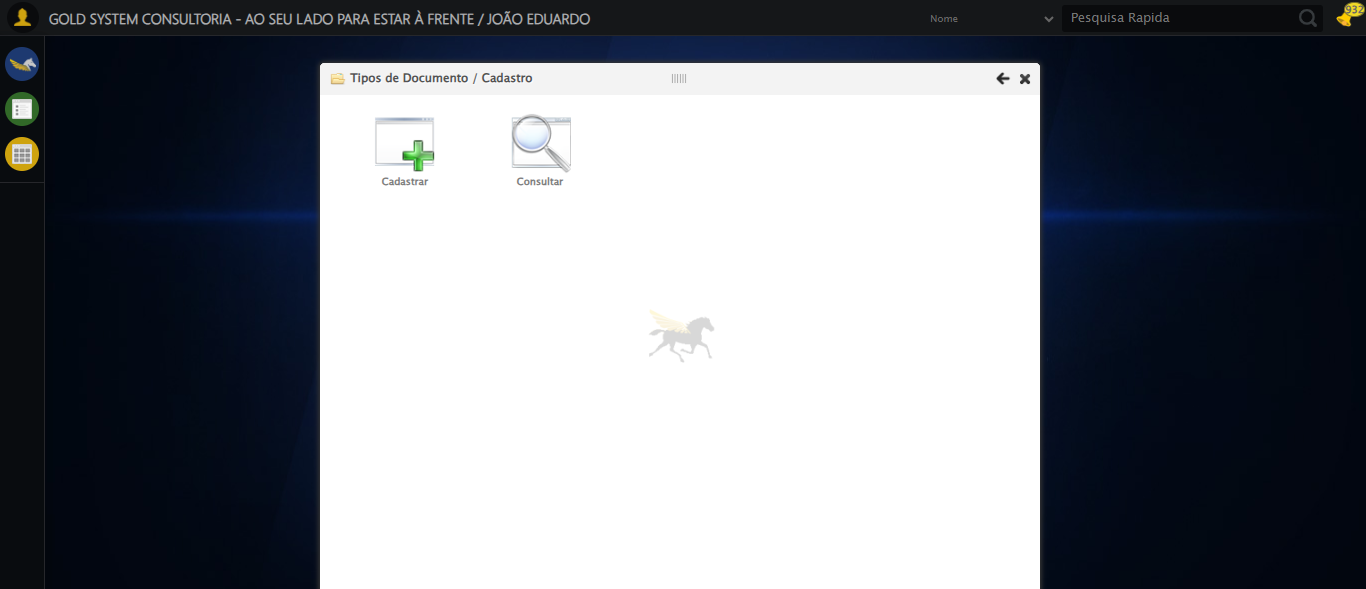 GOLD SYSTEM CONSULTORIA - AO SEU LADO PARA ESTAR À FRENTE / JOÃO EDUARDO
Nome
Pesquisa Rapida
932
Tipos de Documento / Cadastro
Cadastrar
Consultar